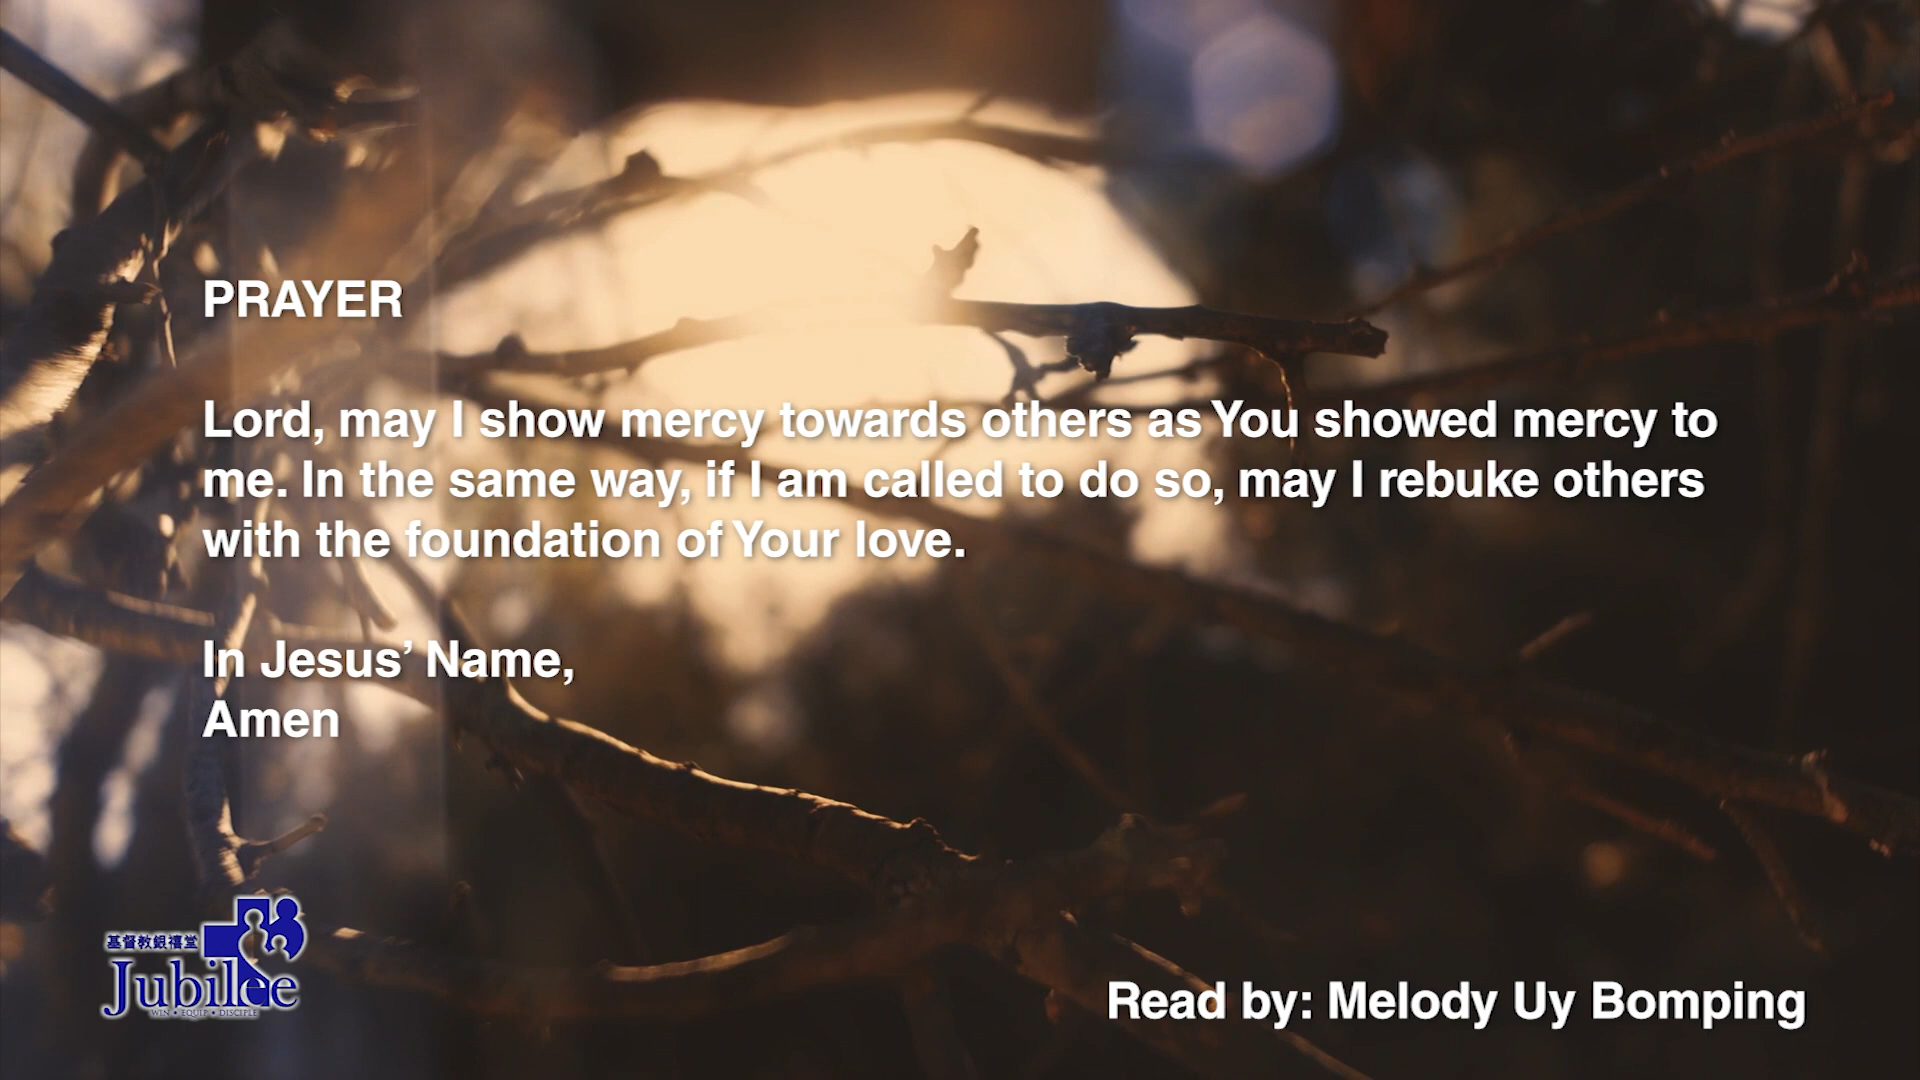 PRAYER
Lord, may I show mercy towards others as You showed mercy to
me. In the same way, if I am called to do so, may I rebuke others
with the foundation of Your love.
In Jesus’ Name,
Amen
基督教銀禧堂
Jubilee
WIN • EQUIP • DISCIPLE
Read by: Melody Uy Bomping